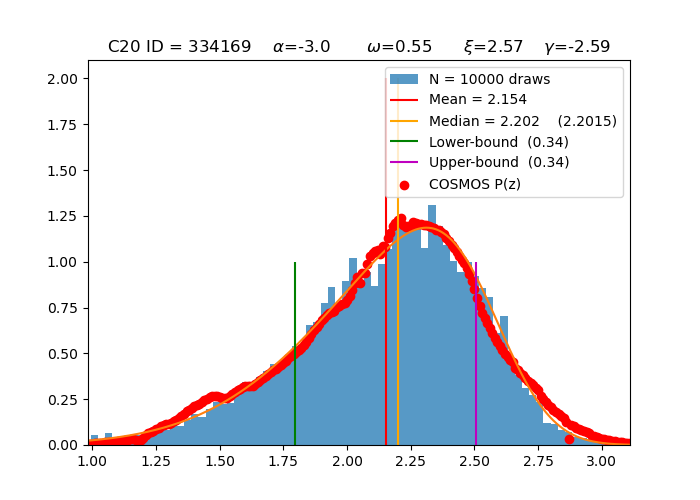 C20 ID = 334169 α=-3.0 ω=0.55 ξ=2.57 γ=-2.59
N = 10000 draws
Mean = 2.154
Median = 2.202 (2.2015)
Lower-bound (0.34)
Upper-bound (0.34)
COSMOS P(z)
2.00
1.75
1.50
1.25
1.00
0.75
0.50
0.25
0.00
1.00 1.25 1.50 1.75 2.00 2.25 2.50 2.75 3.00